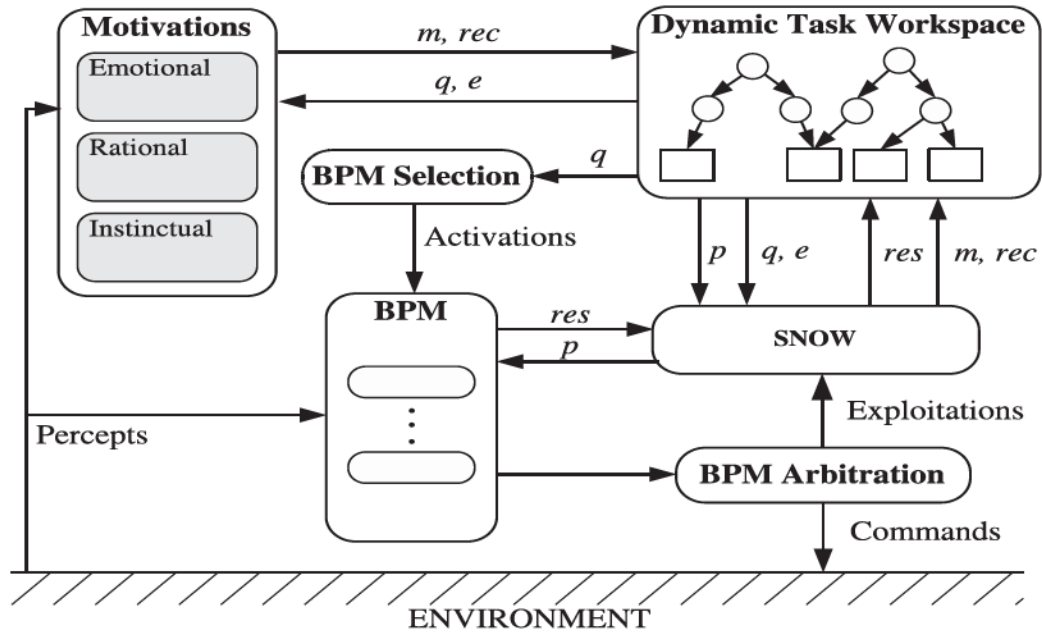 Motivations
Emotional
Rational
Instinctual
m, rec
q, e
Dynamic Task Workspace
q
BPM Selection
Activations
p
q, e
res
m, rec
BPM
res
p
SNOW
Exploitations
Percepts
BPM Arbitration
Commands
ENVIRONMENT